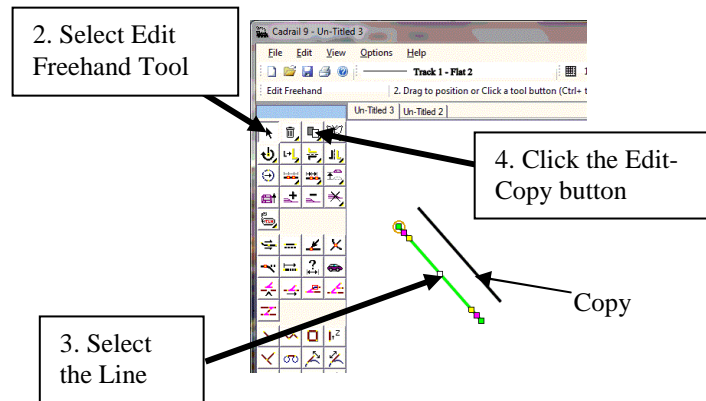 2. Select Edit
Freehand Tool
Cadrail 9 - Un-Titled 3
File Edit View Options Help
Track 1 - Flat 2
Edit Freehand 2. Drag to position or Click a tool button (Ctrl+ t
Un-Titled 3 Un-Titled 2
4. Click the Edit-
Copy button
Copy
3. Select
the Line